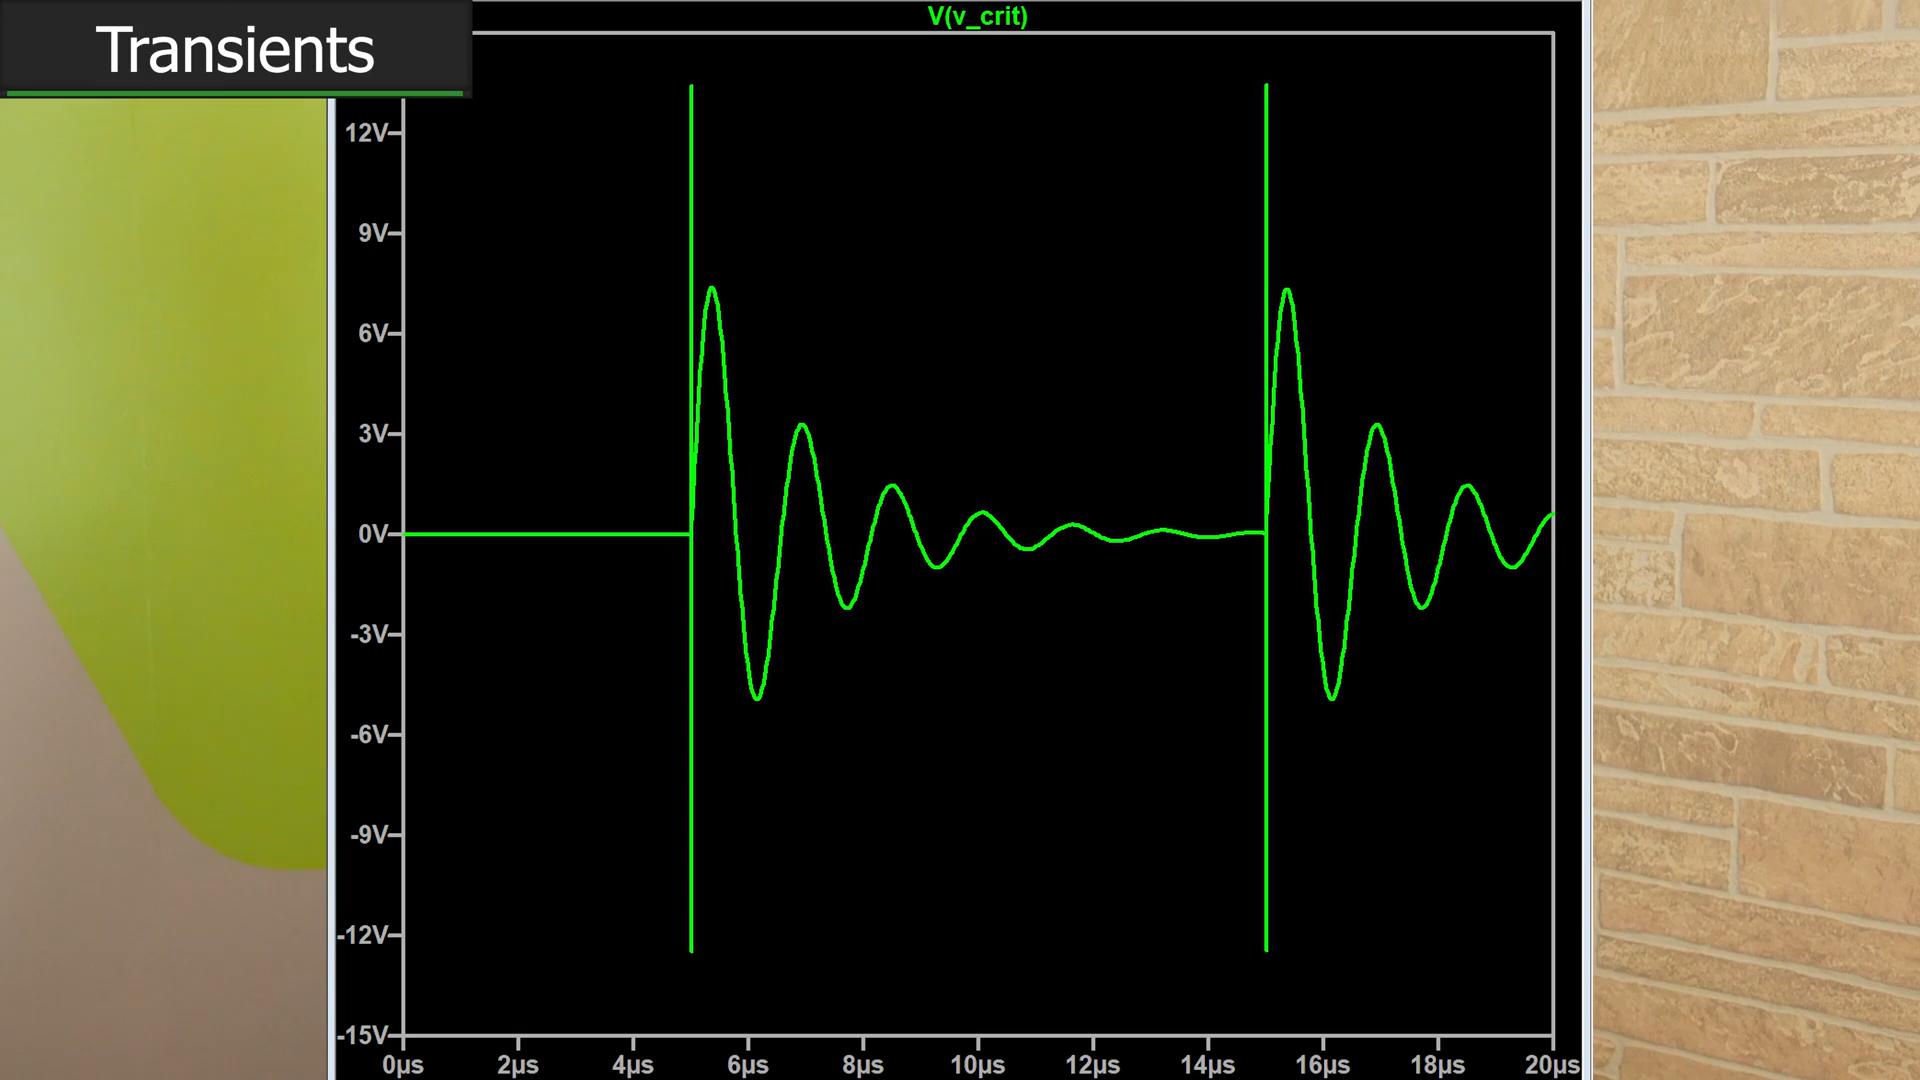 Transients
V(v_crit)
12V
9V
6V
3V
0V
-3V
-6V
-9V
-12V
-15V
0µs 2µs 4µs 6µs 8µs 10µs 12µs 14µs 16µs 18µs 20µs